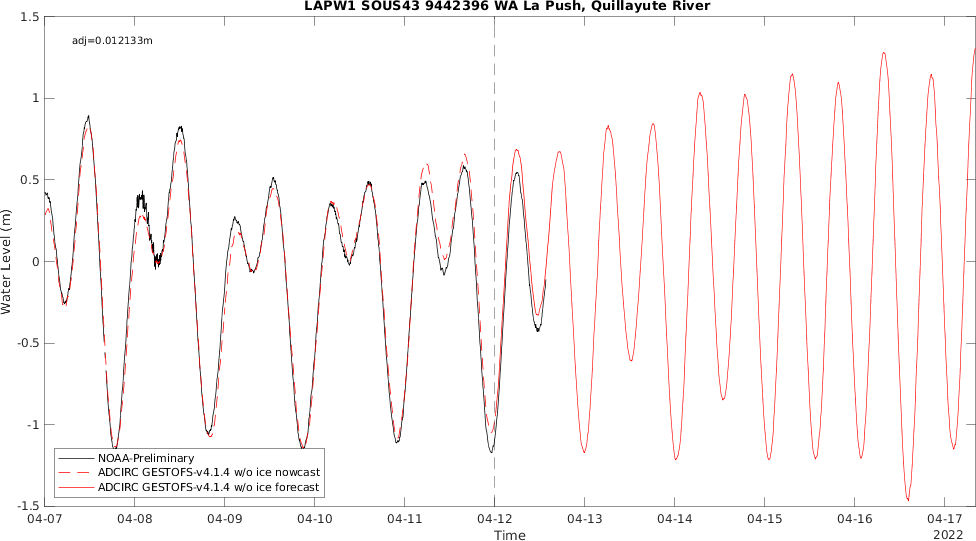 LAPW1 SOUS43 9442396 WA La Push, Quillayute River
adj=0.012133m
Water Level (m)
1.5
1
0.5
0
-0.5
-1
-1.5
NOAA-Preliminary
ADCIRC GESTOFS-v4.1.4 w/o ice nowcast
ADCIRC GESTOFS-v4.1.4 w/o ice forecast
04-07 04-08 04-09 04-10 04-11 04-12 04-13 04-14 04-15 04-16 04-17
Time 2022